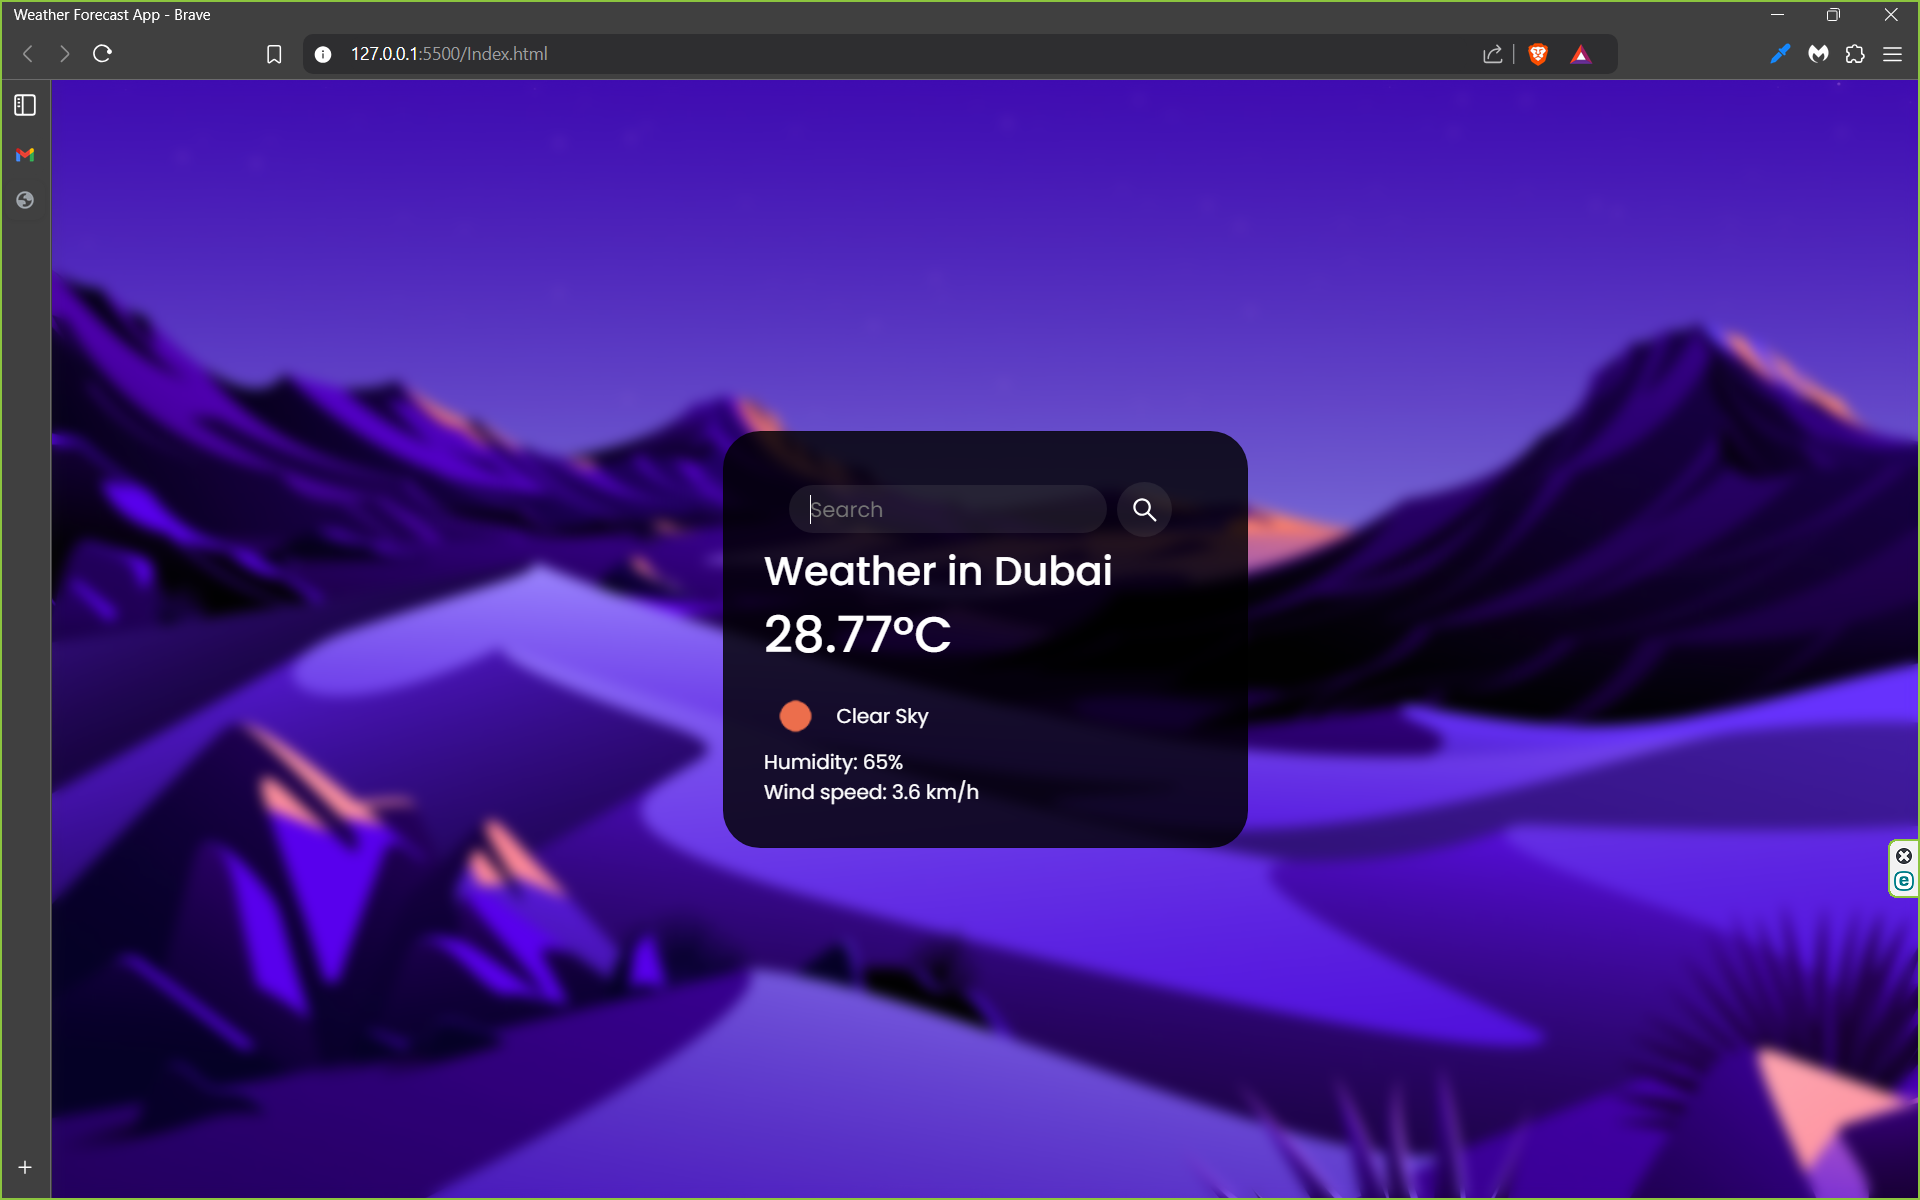 Weather Forecast App - Brave
127.0.0.1:5500/Index.html
Search
Weather in Dubai
28.77°C
Clear Sky
Humidity: 65%
Wind speed: 3.6 km/h